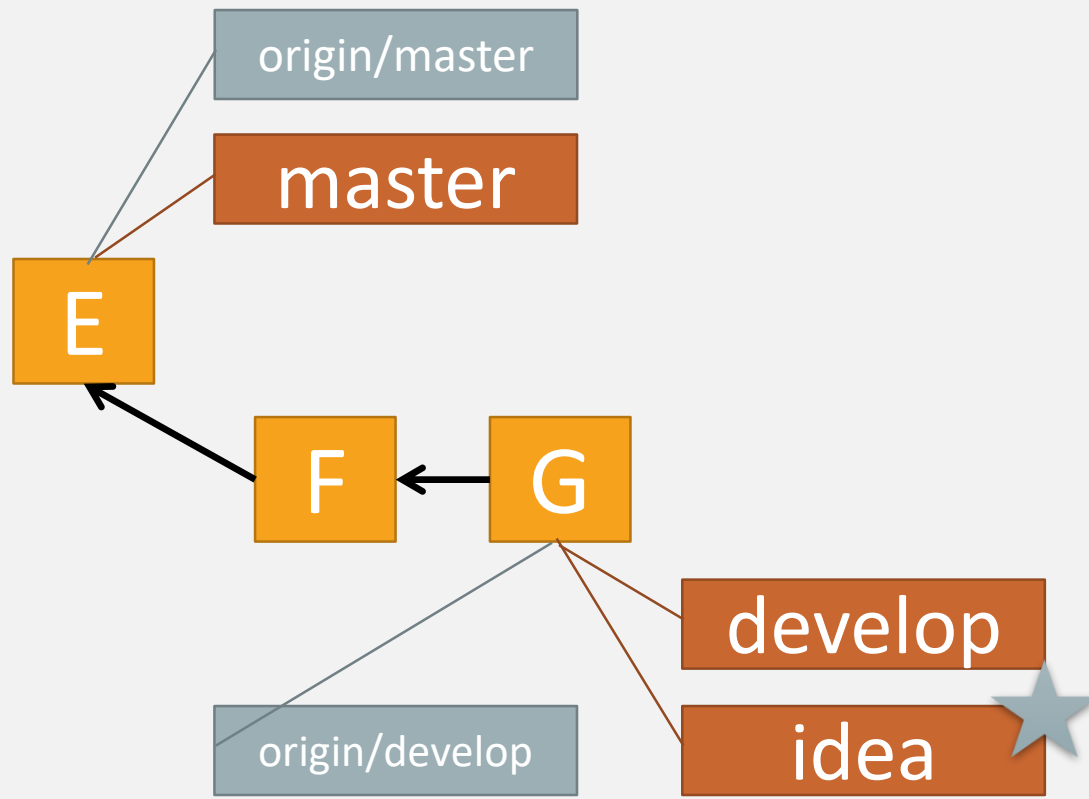 origin/master
master
E
F
G
develop
origin/develop
idea